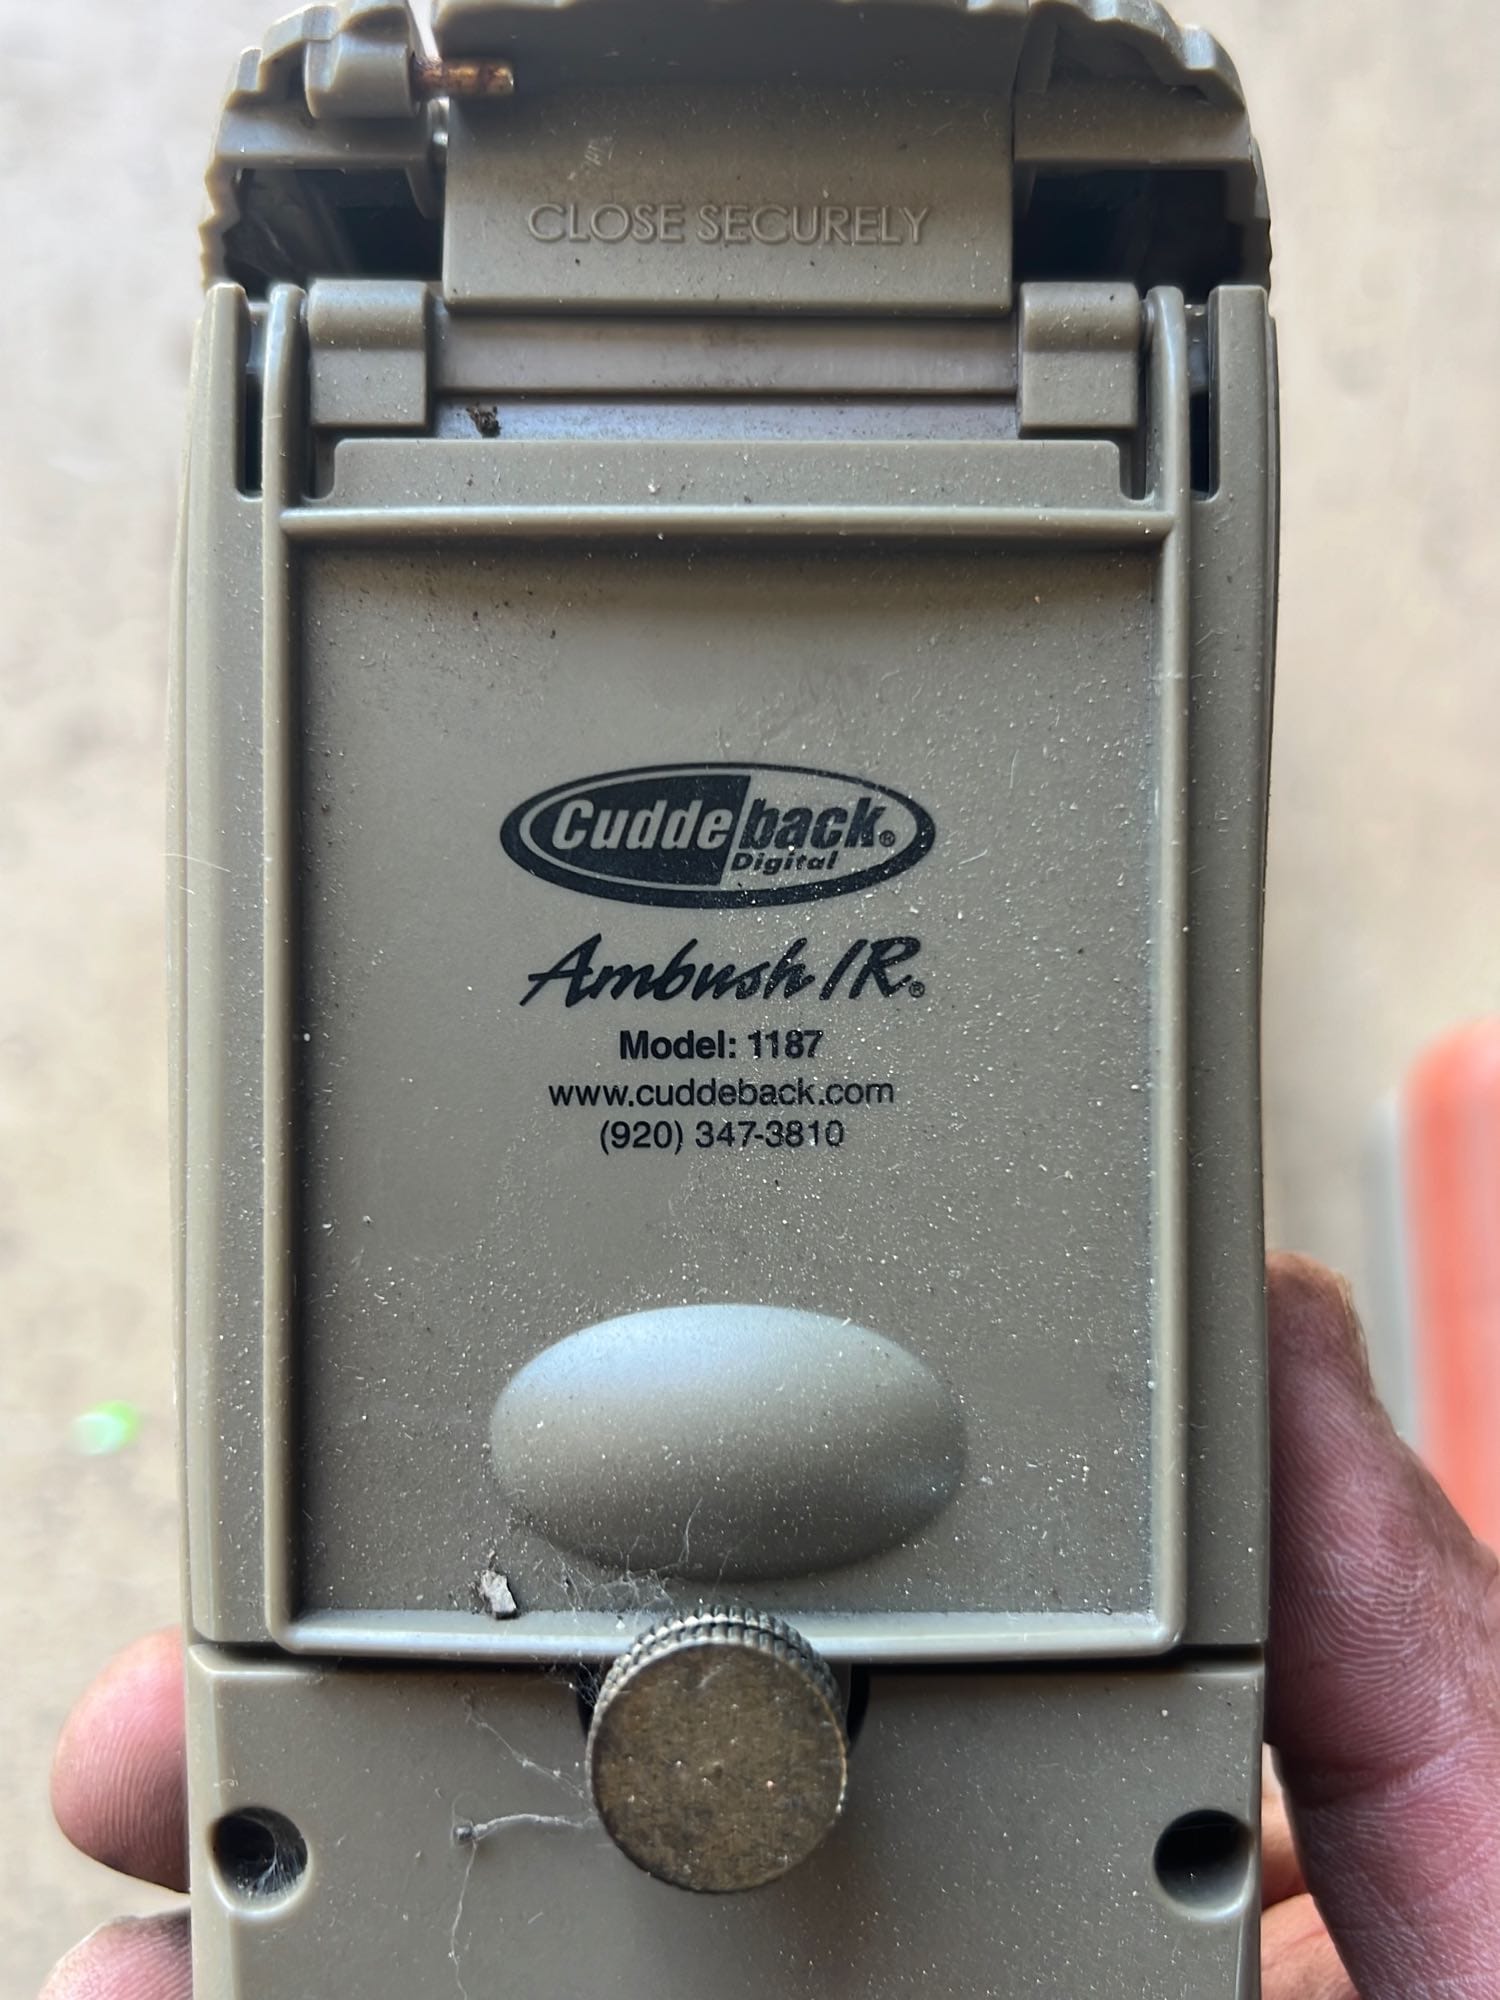 CLOSE SECURELY
Cuddeback®
Digital
Ambush IR®
Model: 1187
www.cuddeback.com
(920) 347-3810